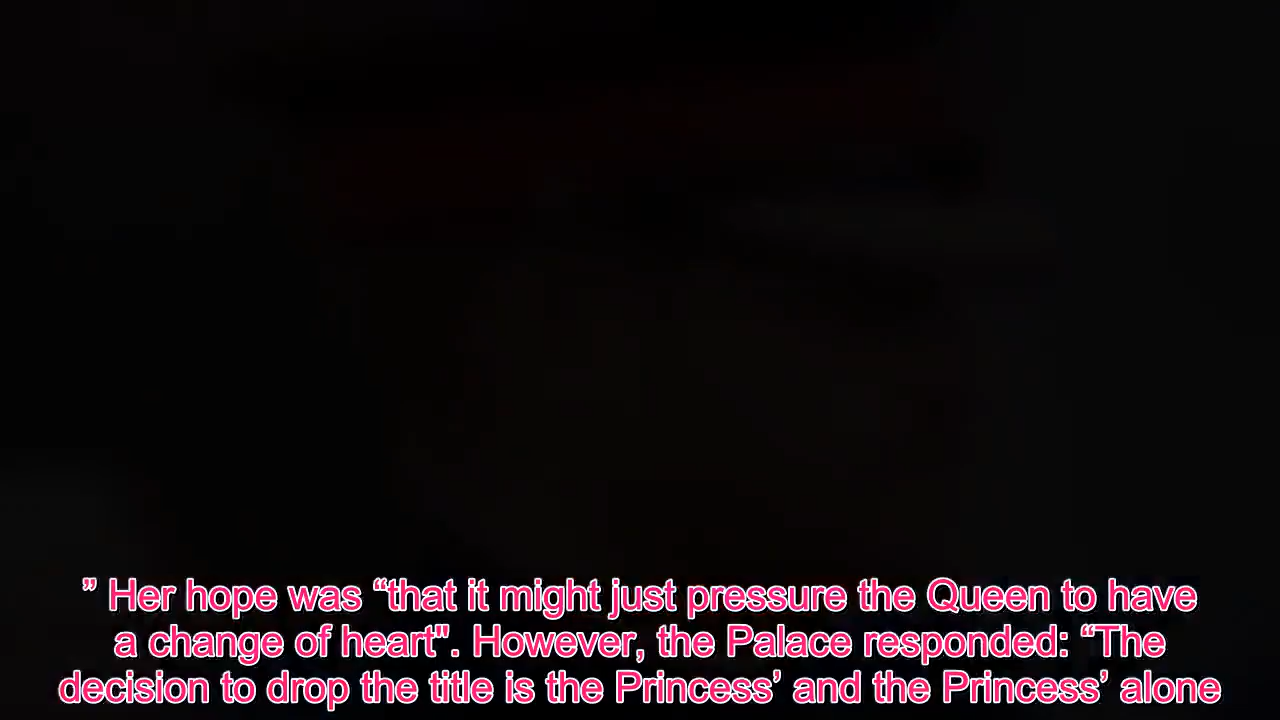 ” Her hope was “that it might just pressure the Queen to have
a change of heart". However, the Palace responded: “The
decision to drop the title is the Princess’ and the Princess’ alone